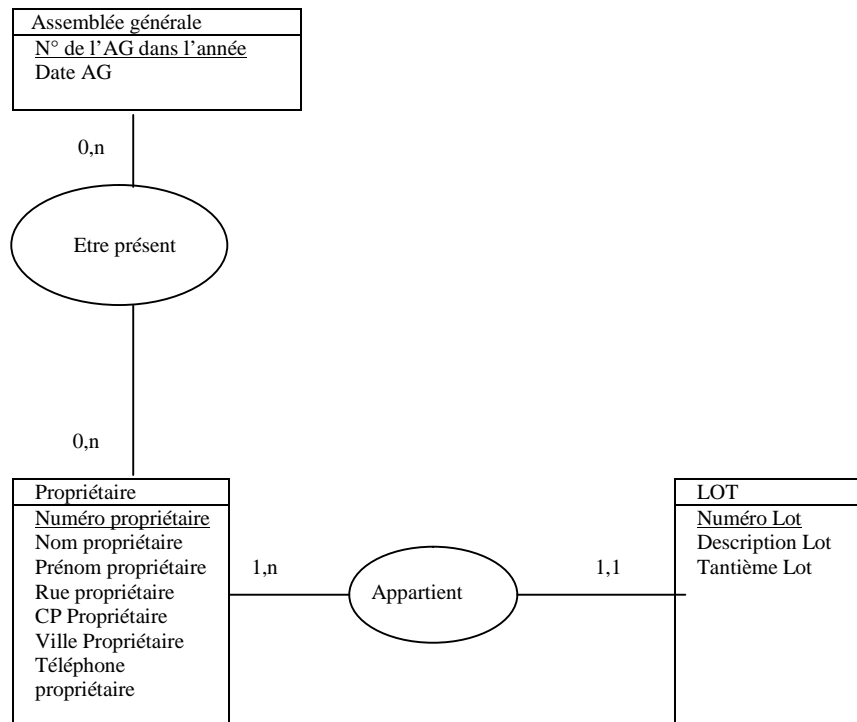 Assemblée générale
N° de l'AG dans l'année
Date AG
0,n
Etre présent
0,n
Propriétaire
Numéro propriétaire
Nom propriétaire
Prénom propriétaire
Rue propriétaire
CP Propriétaire
Ville Propriétaire
Téléphone
propriétaire
1,n
Appartient
1,1
LOT
Numéro Lot
Description Lot
Tantième Lot